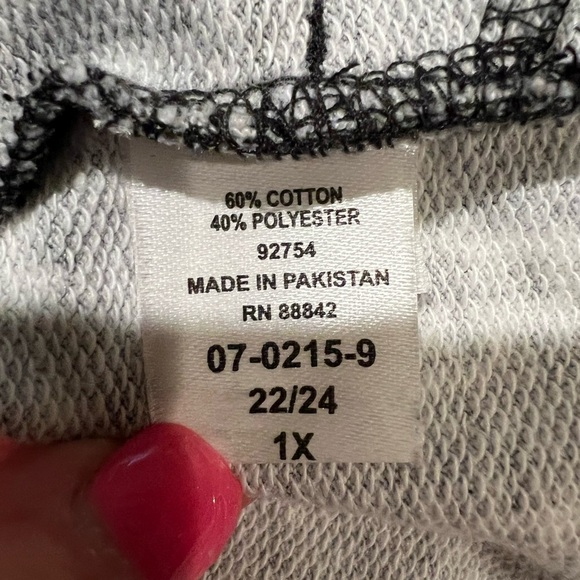 60% COTTON
40% POLYESTER
92754
MADE IN PAKISTAN
RN 88842
07-0215-9
22/24
1X